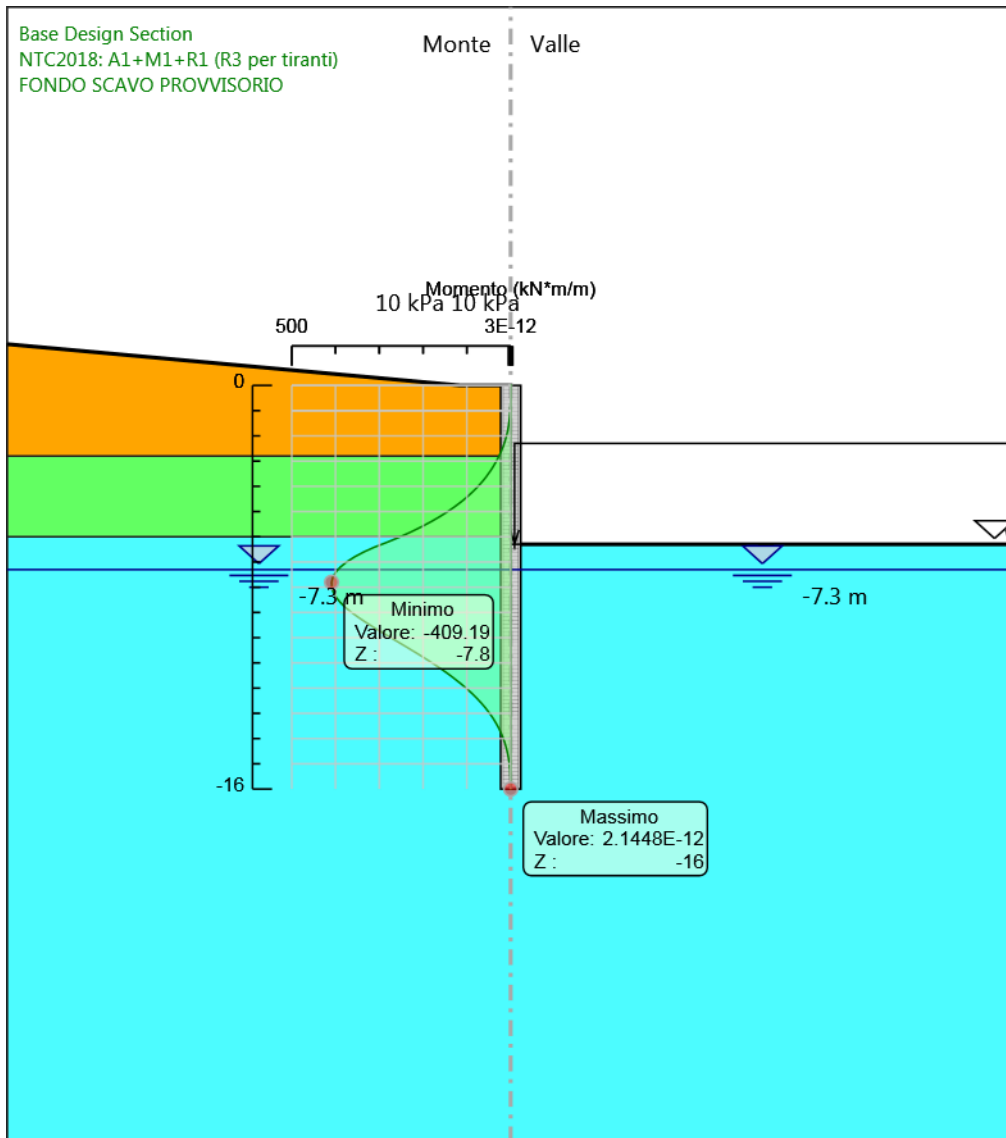 Base Design Section
NTC2018: A1+M1+R1 (R3 per tiranti)
FONDO SCAVO PROVVISORIO
Monte
Valle
Momento (kN*m/m)
10 kPa 10 kPa
500
3E-12
0
-7.3 m
-7.3 m
Minimo
Valore: -409.19
Z : -7.8
-16
Massimo
Valore: 2.1448E-12
Z : -16